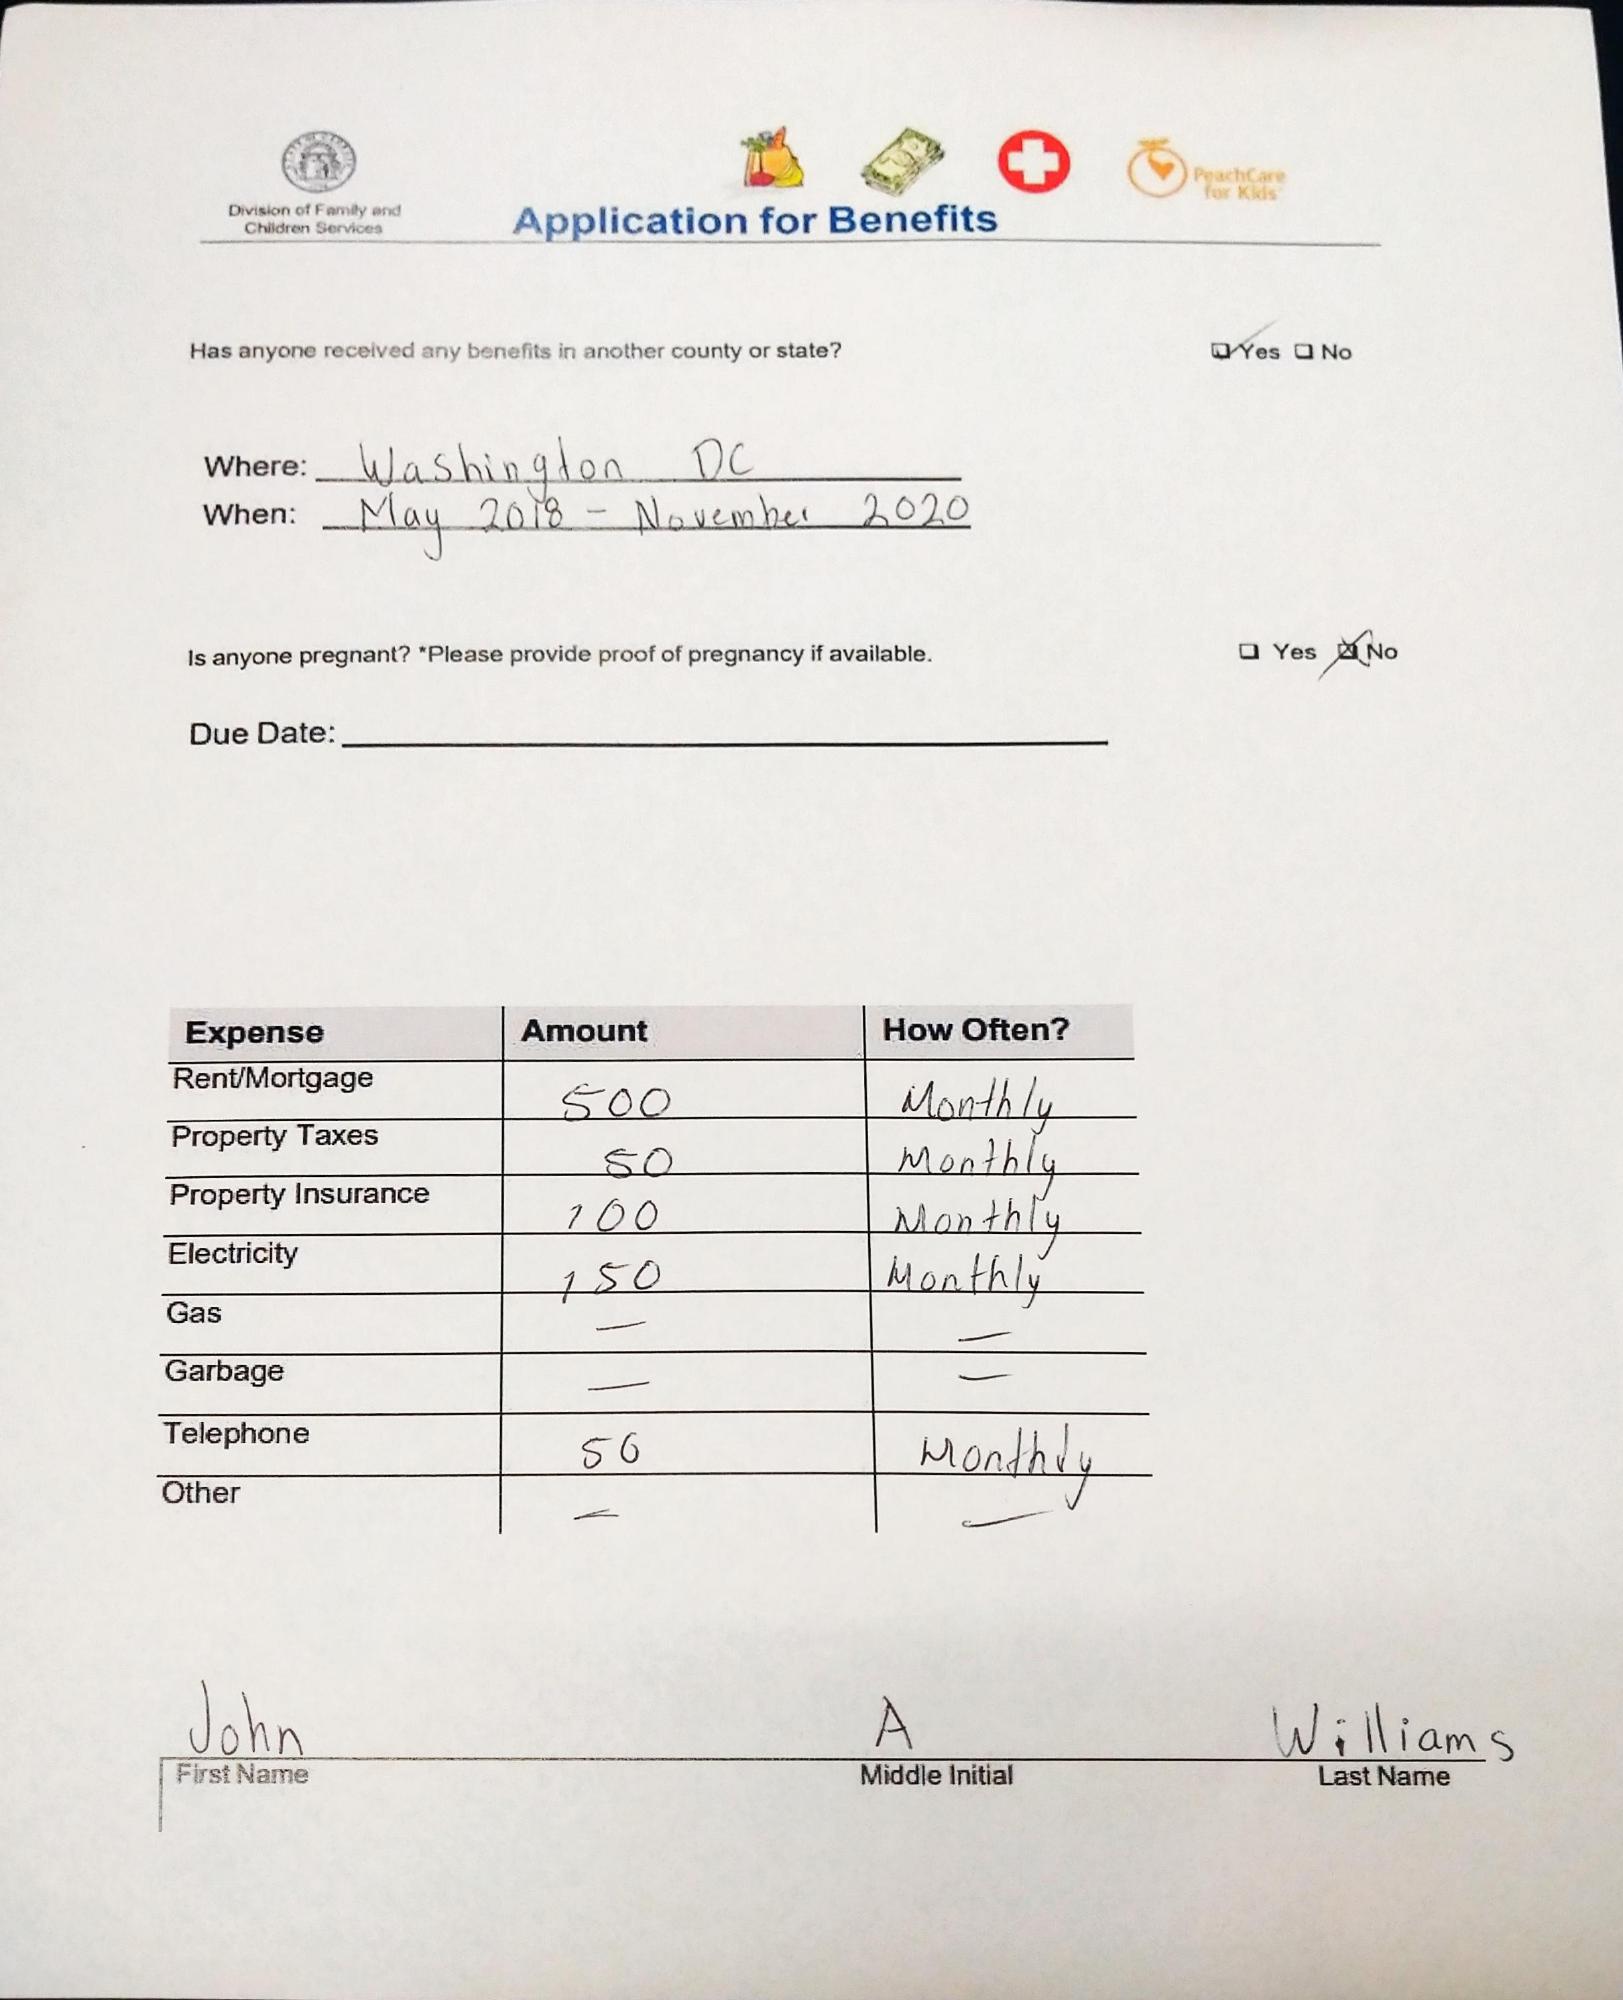 PeachCare
for Kids
Division of Family and
Children Services
Application for Benefits
Has anyone received any benefits in another county or state? Yes No
Where: Washington DC
When: May 2018 - November 2020
Is anyone pregnant? *Please provide proof of pregnancy if available. Yes No
Due Date:
Expense Amount How Often?
Rent/Mortgage 500 Monthly
Property Taxes 50 Monthly
Property Insurance 100 Monthly
Electricity 150 Monthly
Gas — —
Garbage — —
Telephone 50 Monthly
Other — —
John A Williams
First Name Middle Initial Last Name